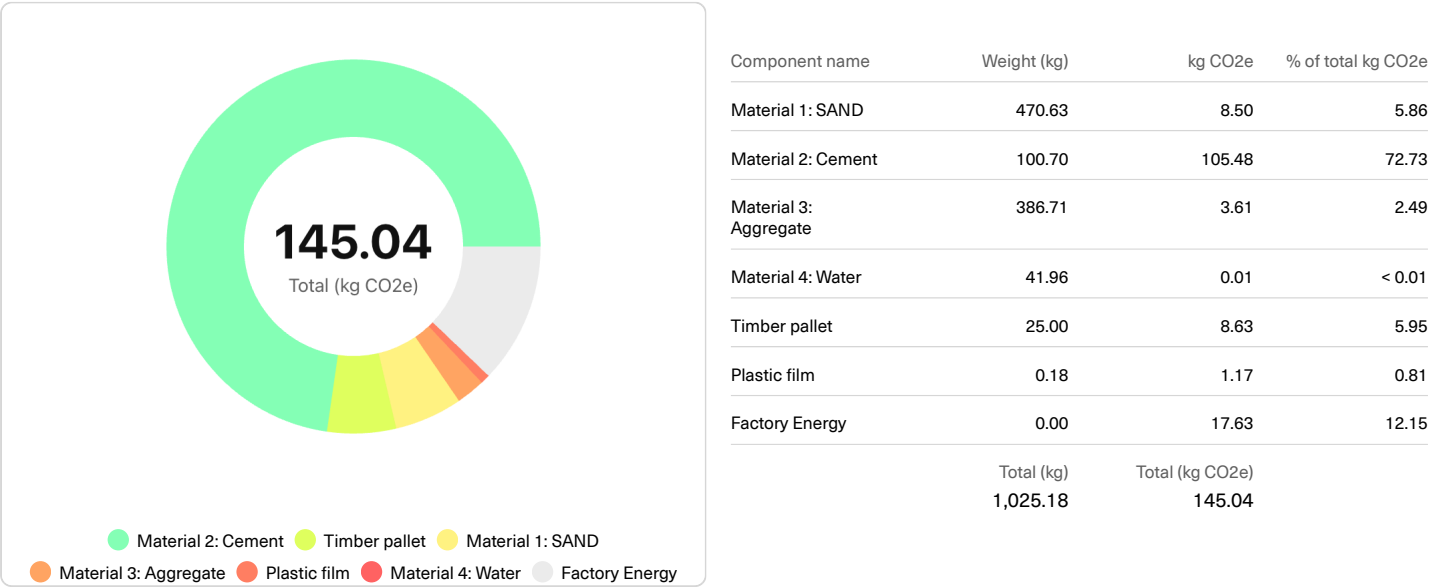 145.04
Total (kg CO2e)
Material 2: Cement Timber pallet Material 1: SAND
Material 3: Aggregate Plastic film Material 4: Water Factory Energy
Component name Weight (kg) kg CO2e % of total kg CO2e
Material 1: SAND 470.63 8.50 5.86
Material 2: Cement 100.70 105.48 72.73
Material 3: 386.71 3.61 2.49
Aggregate
Material 4: Water 41.96 0.01 < 0.01
Timber pallet 25.00 8.63 5.95
Plastic film 0.18 1.17 0.81
Factory Energy 0.00 17.63 12.15
Total (kg) Total (kg CO2e)
1,025.18 145.04